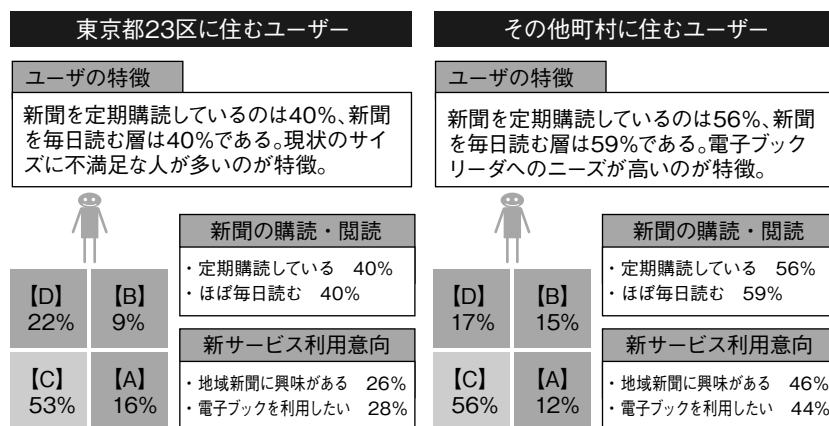 東京都23区に住むユーザー
ユーザの特徴
新聞を定期購読しているのは40%、新聞
を毎日読む層は40%である。現状のサイ
ズに不満足な人が多いのが特徴。
新聞の購読・閲読
・定期購読している 40%
・ほぼ毎日読む 40%
【D】
22%
【B】
9%
【C】
53%
【A】
16%
新サービス利用意向
・地域新聞に興味がある 26%
・電子ブックを利用したい 28%
その他町村に住むユーザー
ユーザの特徴
新聞を定期購読しているのは56%、新聞
を毎日読む層は59%である。電子ブック
リーダへのニーズが高いのが特徴。
新聞の購読・閲読
・定期購読している 56%
・ほぼ毎日読む 59%
【D】
17%
【B】
15%
【C】
56%
【A】
12%
新サービス利用意向
・地域新聞に興味がある 46%
・電子ブックを利用したい 44%